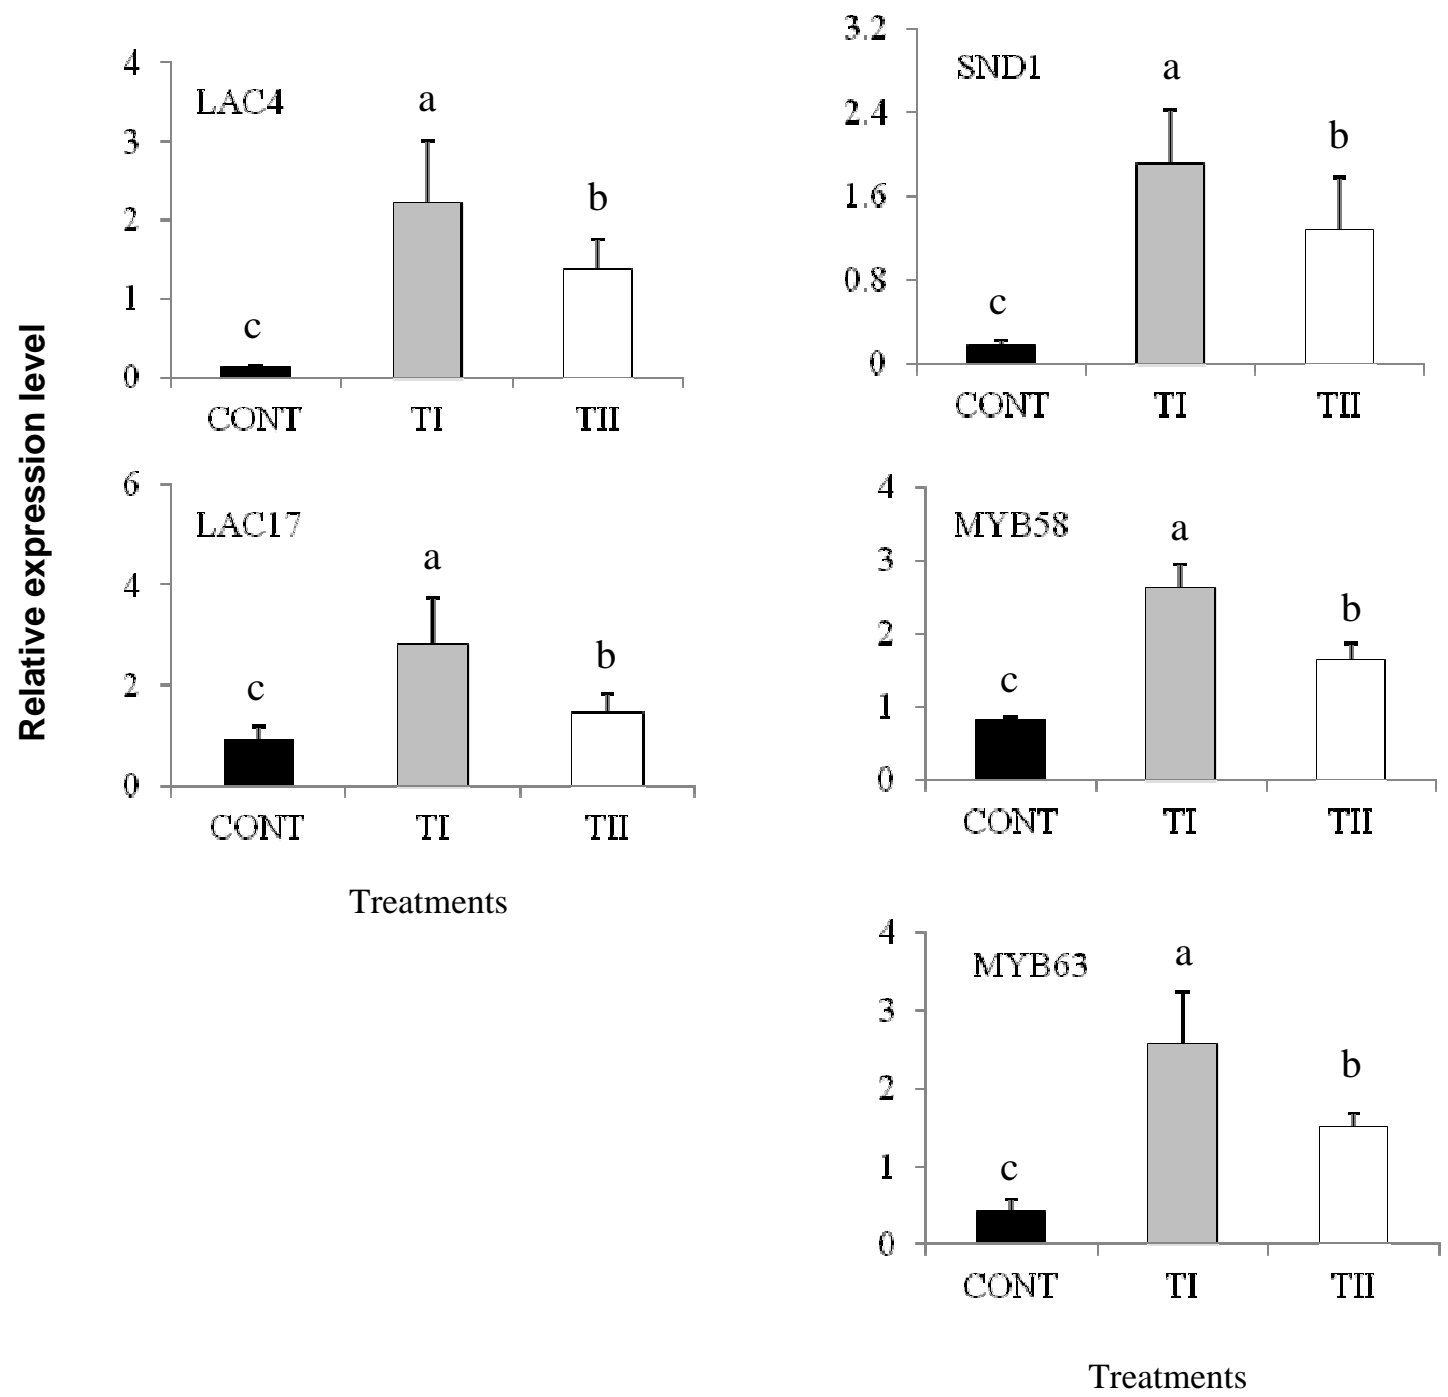 Relative expression level
4
3
2
1
0
LAC4
c
a
b
CONT TI TII
6
4
2
0
LAC17
c
a
b
CONT TI TII
Treatments
3.2
2.4
1.6
0.8
0
SND1
c
a
b
CONT TI TII
4
3
2
1
0
MYB58
c
a
b
CONT TI TII
4
3
2
1
0
MYB63
c
a
b
CONT TI TII
Treatments